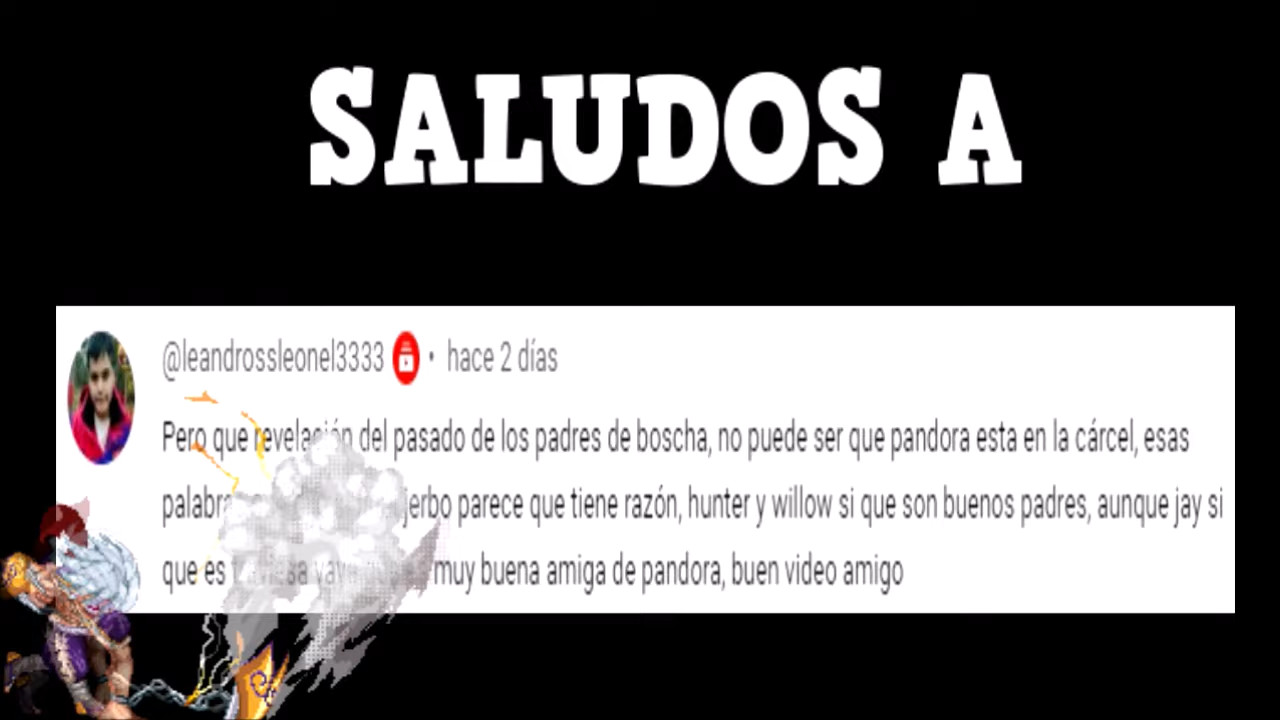 SALUDOS A
@leandrossleonel3333 • hace 2 días
Pero que revelación del pasado de los padres de boscha, no puede ser que pandora esta en la cárcel, esas
jerbo parece que tiene razón, hunter y willow si que son buenos padres, aunque jay si
que es muy buena amiga de pandora, buen video amigo